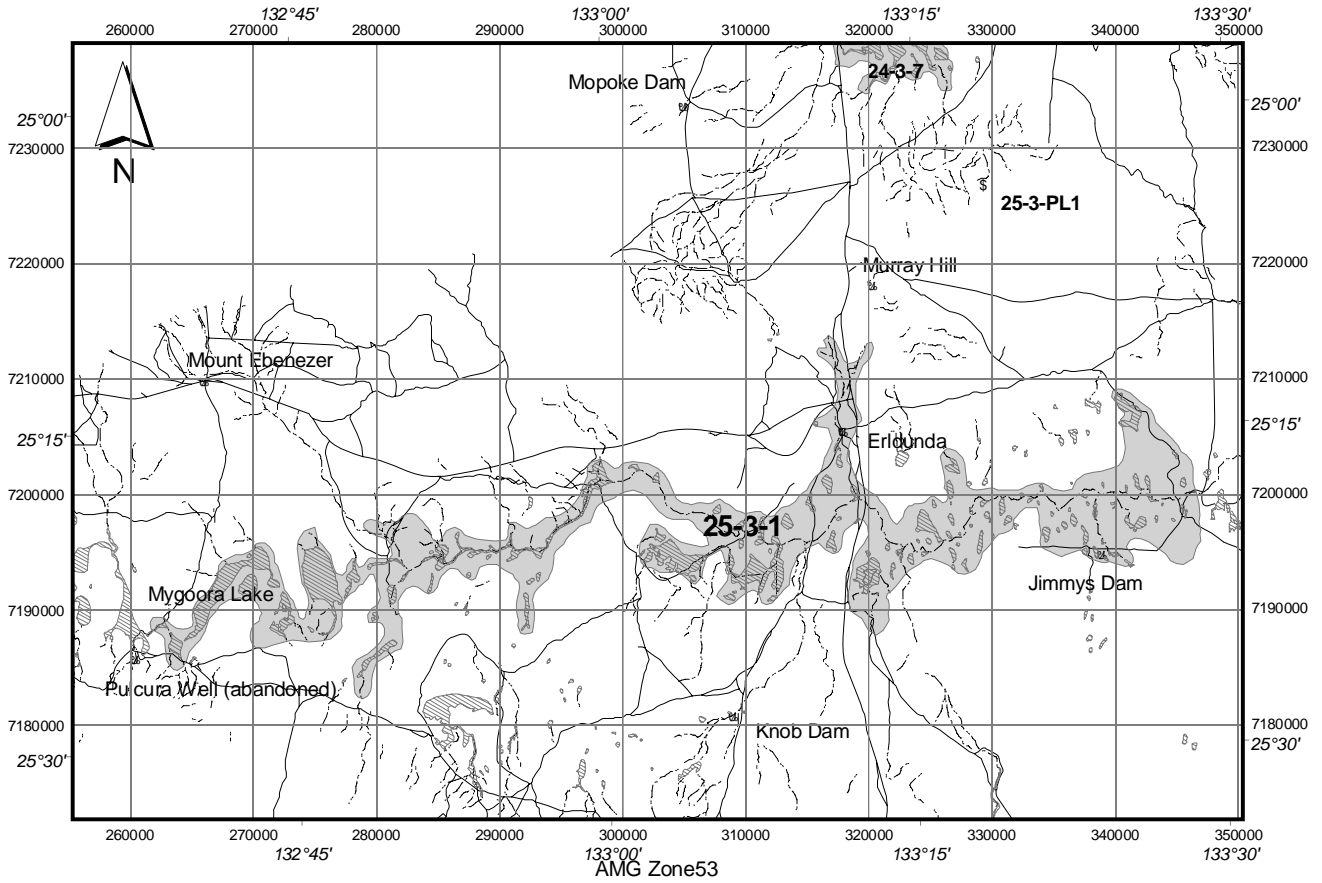 132°45' 133°00' 133°15' 133°30'
260000 270000 280000 290000 300000 310000 320000 330000 340000 350000
24-3-7
Mopoke Dam
25°00' 25°00'
7230000 7230000
N
$
25-3-PL1
7220000 Murray Hill 7220000
Mount Ebenezer
7210000 7210000
25°15' 25°15'
Erldunda
7200000 7200000
25-3-1
Jimmys Dam
Mygoora Lake
7190000 7190000
Pulcura Well (abandoned)
7180000 Knob Dam 7180000
25°30' 25°30'
260000 270000 280000 290000 300000 310000 320000 330000 340000 350000
132°45' 133°00' 133°15' 133°30'
AMG Zone53